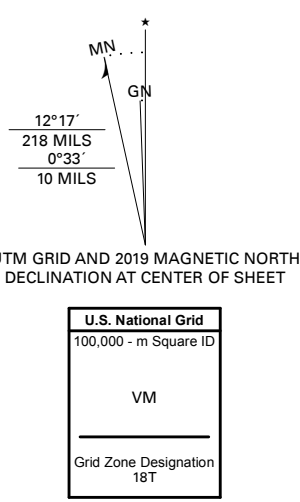 ★
MN
GN
12°17´
218 MILS
0°33´
10 MILS
UTM GRID AND 2019 MAGNETIC NORTH
DECLINATION AT CENTER OF SHEET
U.S. National Grid
100,000 - m Square ID
VM
Grid Zone Designation
18T